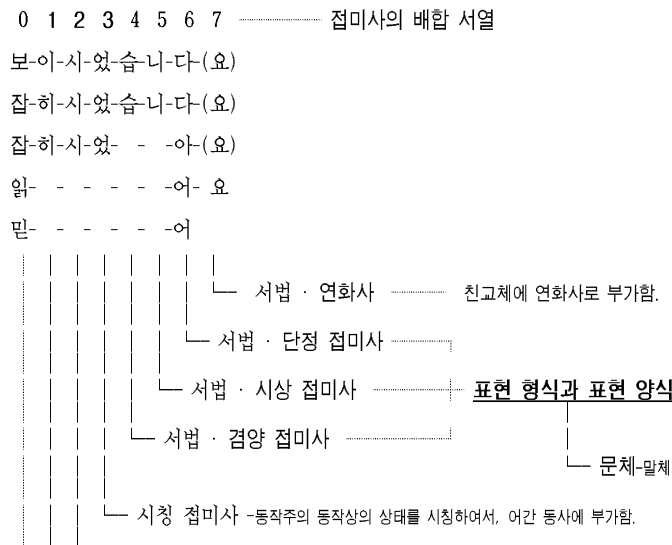 0 1 2 3 4 5 6 7 접미사의 배합 서열
보-이-시-었-습-니-다-(요)
잡-히-시-었-습-니-다-(요)
잡-히-시-었- - -아-(요)
읽- - - - - -어- 요
믿- - - - - -어
서법 · 연화사 친교체에 연화사로 부가함.
서법 · 단정 접미사
서법 · 시상 접미사 표현 형식과 표현 양식
서법 · 겸양 접미사
문체-말체
시칭 접미사 -동작주의 동작상의 상태를 시칭하여서, 어간 동사에 부가함.